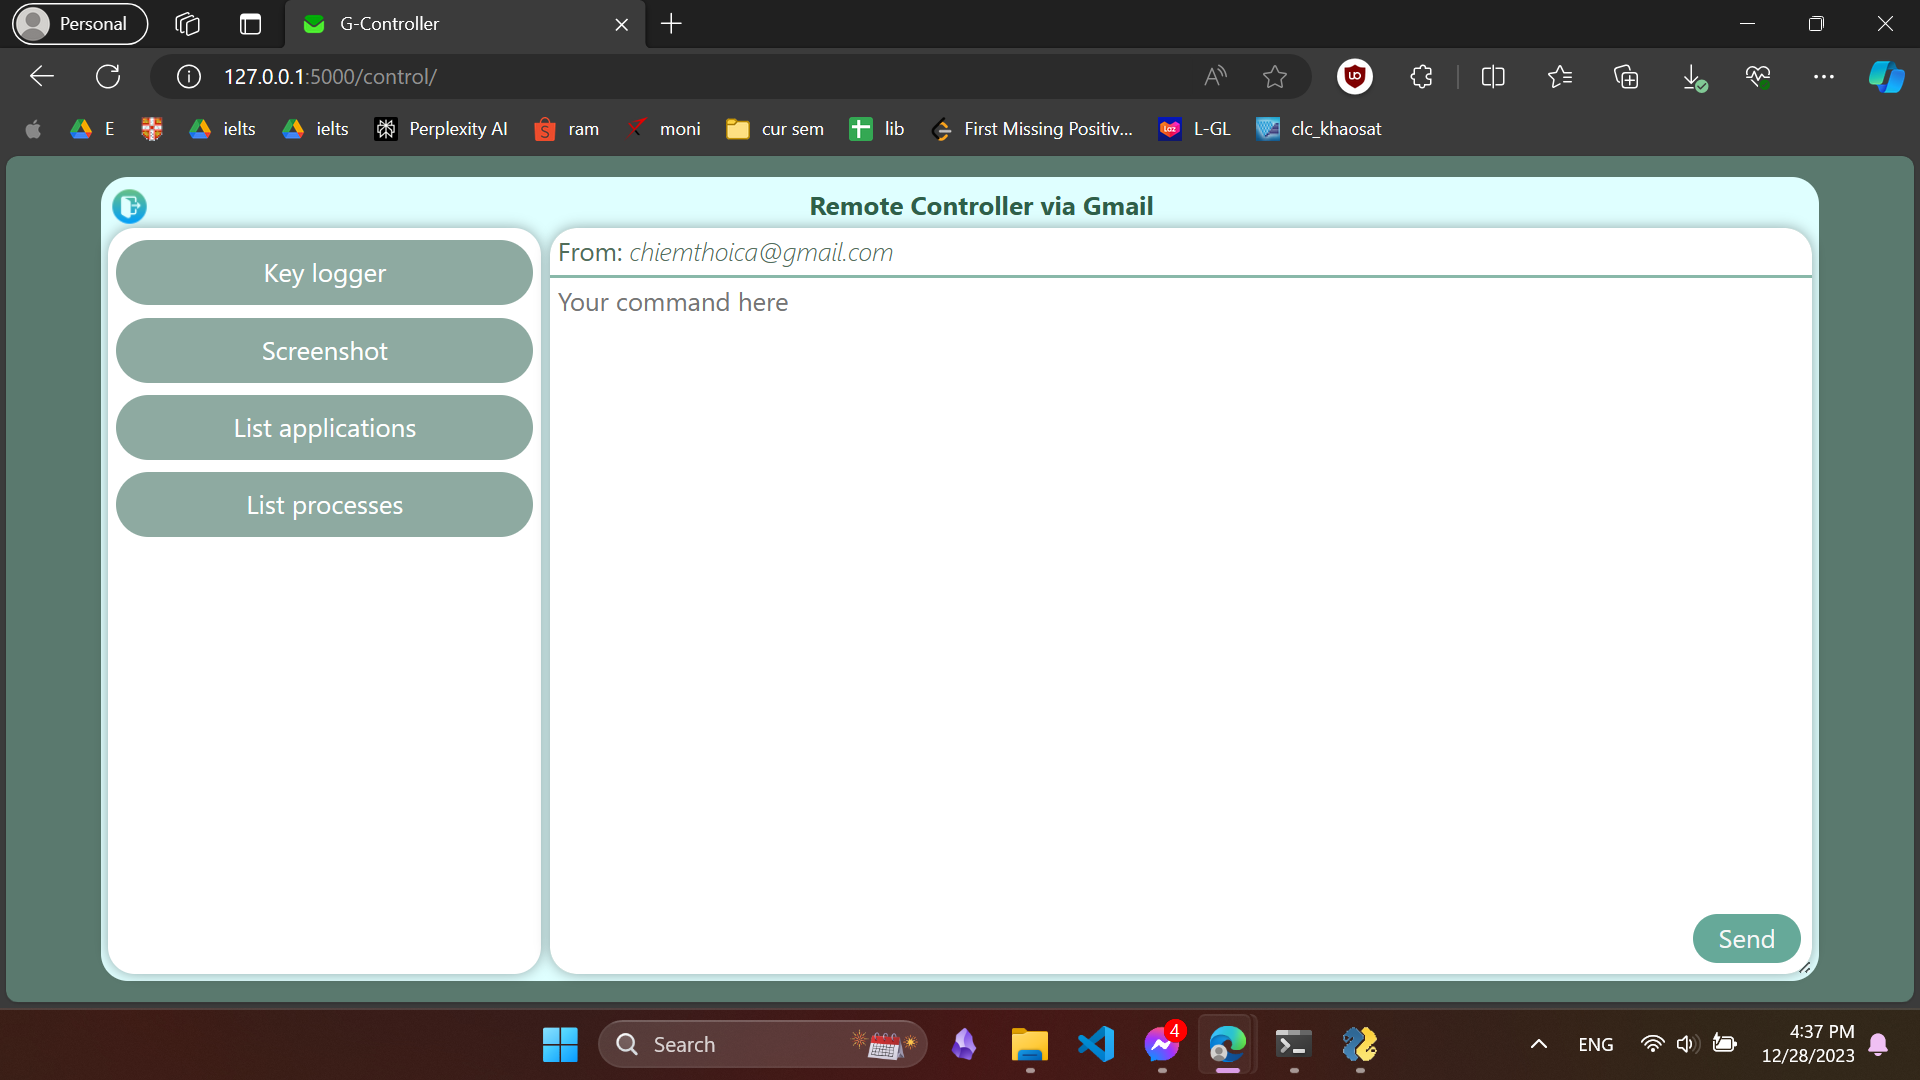 Personal
G-Controller
127.0.0.1:5000/control/
E
ielts
ielts
Perplexity AI
ram
moni
cur sem
lib
First Missing Positiv...
L-GL
clc_khaosat
Remote Controller via Gmail
Key logger
Screenshot
List applications
List processes
From: chiemthoica@gmail.com
Your command here
Send
Search
4
ENG
4:37 PM
12/28/2023